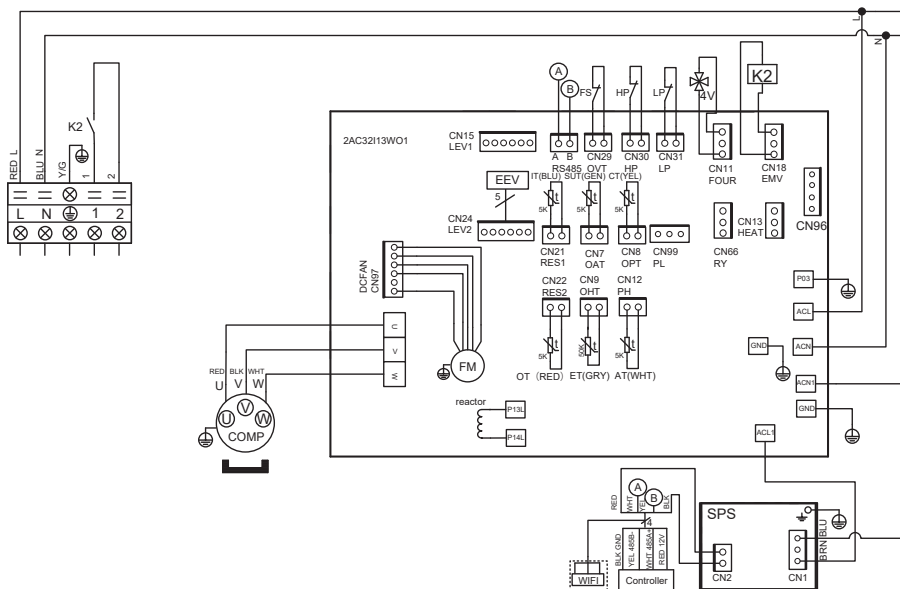 L
N
RED L
BLU N
Y/G
1
2
K2
L N 1 2
A
B
FS
HP
LP
4V
K2
2AC32I13WO1
CN15
LEV1
A B
RS485
CN29
OVT
CN30
HP
CN31
LP
CN11
FOUR
CN18
EMV
IT(BLU) SUT(GEN) CT(YEL)
EEV
5
5K
5K
5K
CN24
LEV2
CN21
RES1
CN7
OAT
CN8
OPT
CN99
PL
CN66
RY
CN13
HEAT
CN96
DCFAN
CN97
CN22
RES2
CN9
OHT
CN12
PH
5K
50K
5K
OT (RED) ET(GRY) AT(WHT)
P03
ACL
GND
ACN
ACN1
GND
ACL1
U
V
W
FM
RED BLK WHT
U V W
U
V
W
COMP
reactor
P13L
P14L
RED
WHT
YEL
BLK
A
B
4
BLK GND
YEL 485B-
WHT 485A+
RED 12V
WIFI
Controller
SPS
CN2
CN1
BRN
BLU